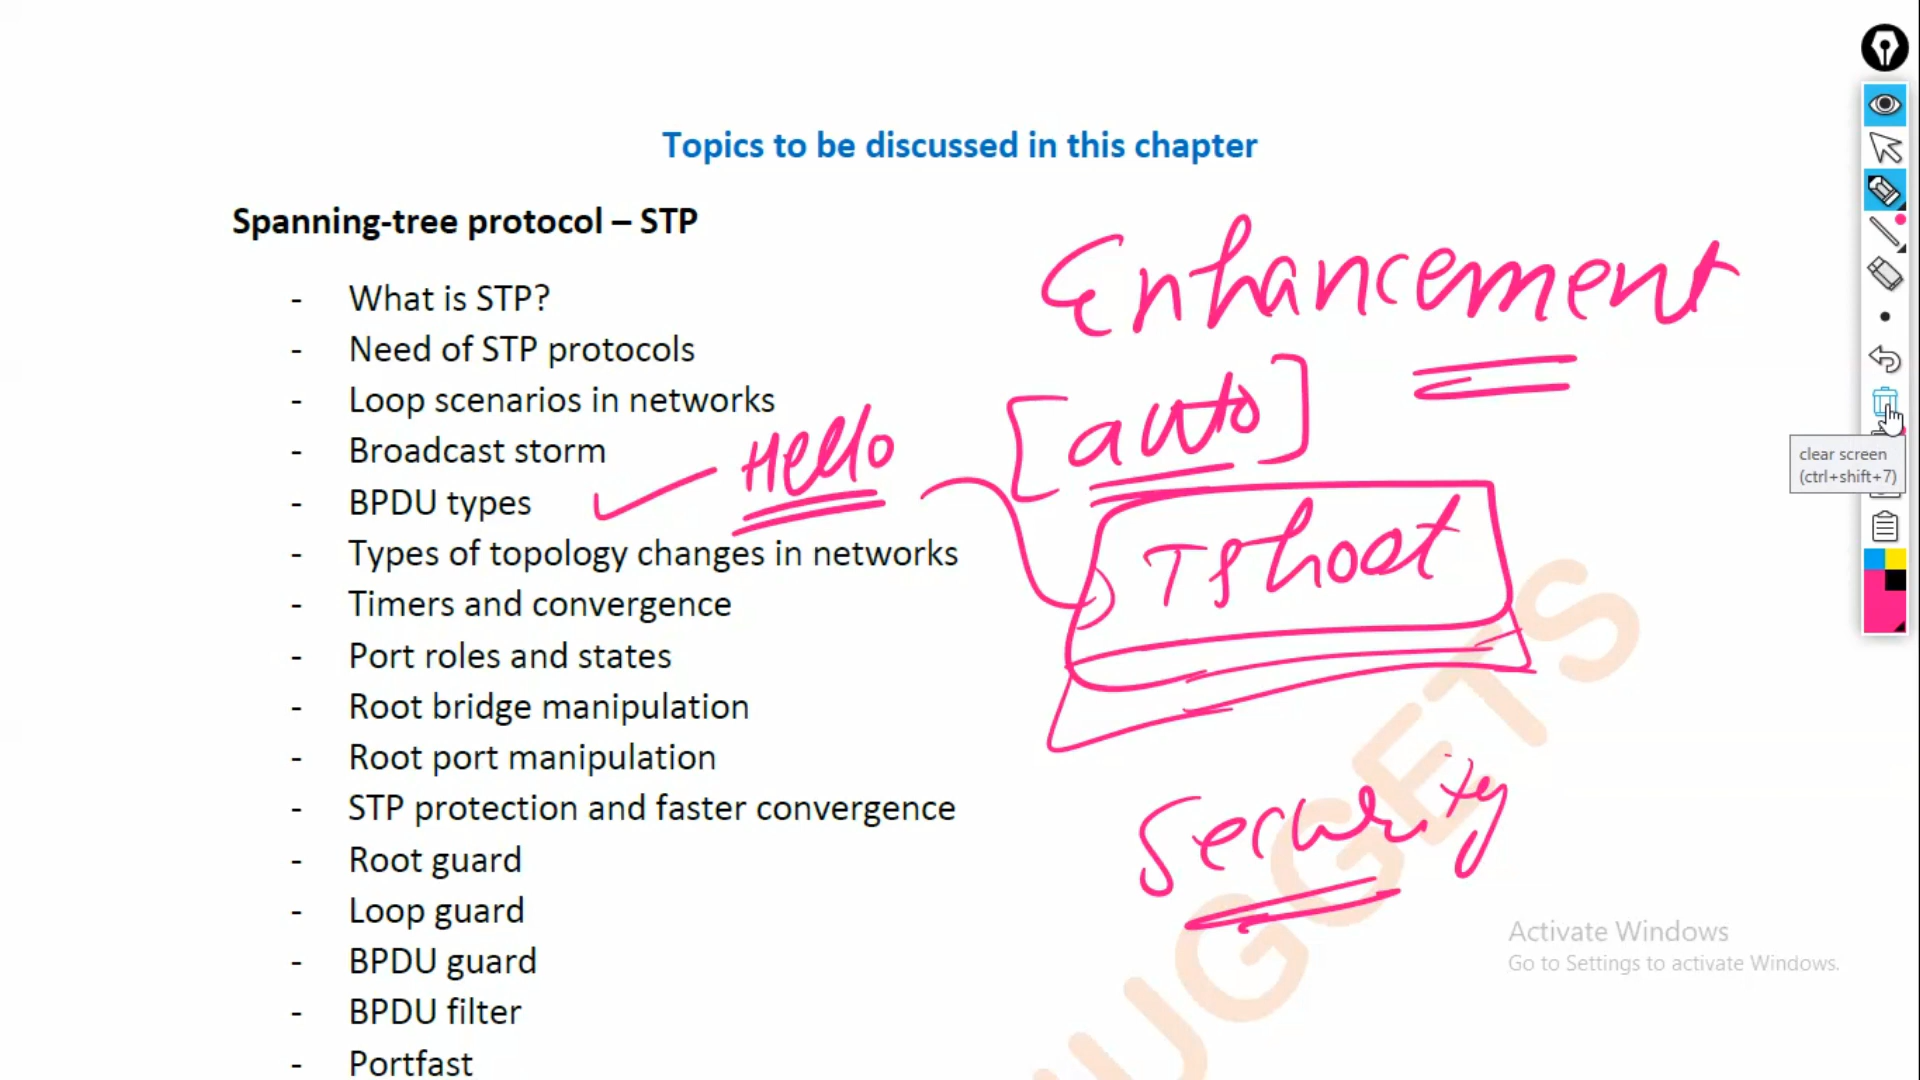 Topics to be discussed in this chapter
Spanning-tree protocol – STP
- What is STP?
- Need of STP protocols
- Loop scenarios in networks
- Broadcast storm
- BPDU types
- Types of topology changes in networks
- Timers and convergence
- Port roles and states
- Root bridge manipulation
- Root port manipulation
- STP protection and faster convergence
- Root guard
- Loop guard
- BPDU guard
- BPDU filter
- Portfast
Enhancement
[auto]
Hello
Tshoot
Security
clear screen
(ctrl+shift+7)
Activate Windows
Go to Settings to activate Windows.
UGGETS